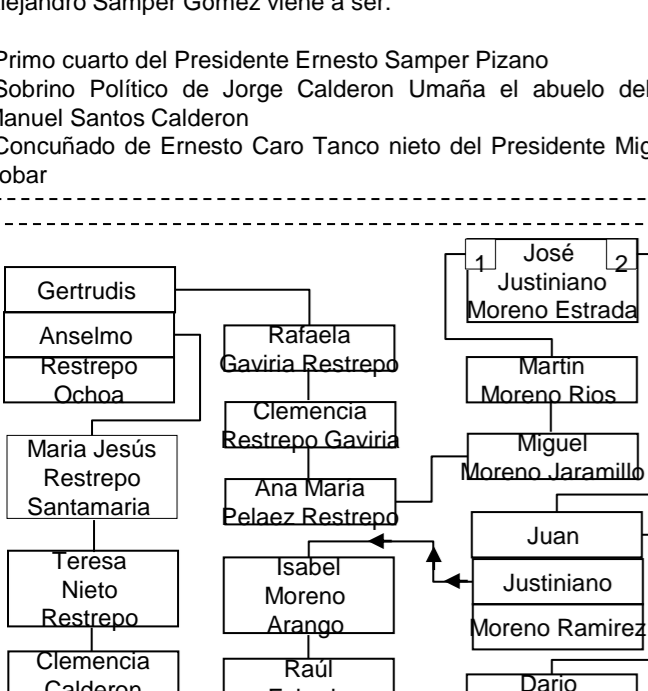 lejandro Samper Gómez viene a ser:
Primo cuarto del Presidente Ernesto Samper Pizano
Sobrino Político de Jorge Calderon Umaña el abuelo del
Manuel Santos Calderon
Concuñado de Ernesto Caro Tanco nieto del Presidente Mig
obar
Gertrudis
Anselmo
Restrepo
Ochoa
Maria Jesús
Restrepo
Santamaria
Teresa
Nieto
Restrepo
Clemencia
Calderon
Rafaela
Gaviria Restrepo
Clemencia
Restrepo Gaviria
Ana María
Pelaez Restrepo
Isabel
Moreno
Arango
Raúl
1
José
2
Justiniano
Moreno Estrada
Martin
Moreno Rios
Miguel
Moreno Jaramillo
Juan
Justiniano
Moreno Ramirez
Dario